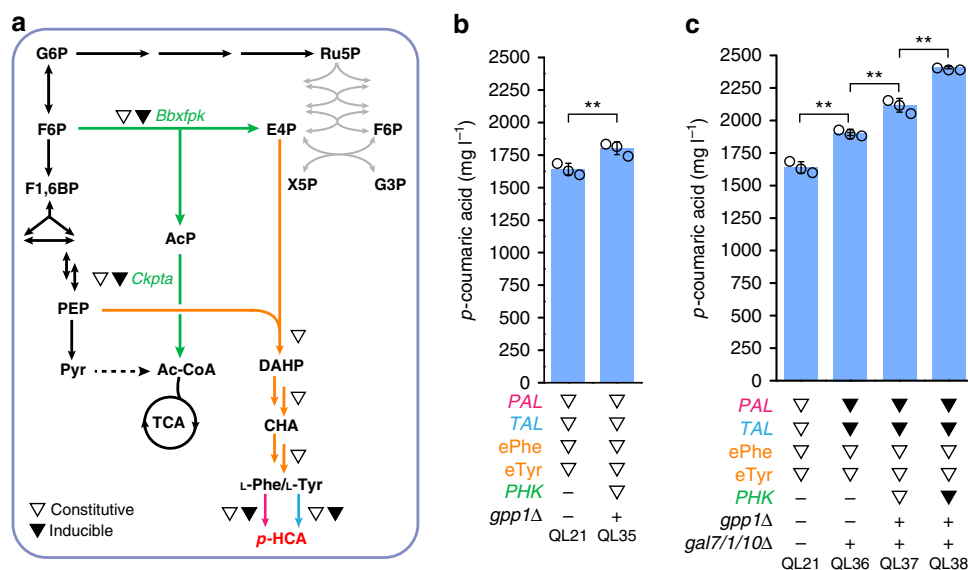 a
G6P
Ru5P
F6P
Bbxfpk
E4P
F6P
F1,6BP
X5P
G3P
AcP
Ckpta
PEP
DAHP
Pyr
Ac-CoA
TCA
CHA
L-Phe/L-Tyr
▽ Constitutive
▼ Inducible
p-HCA
b
p-coumaric acid (mg l⁻¹)
2500
2250
2000
1750
1500
1250
1000
750
500
250
0
**
PAL ▽ ▽
TAL ▽ ▽
ePhe ▽ ▽
eTyr ▽ ▽
PHK – ▽
gpp1Δ – +
QL21 QL35
c
p-coumaric acid (mg l⁻¹)
2500
2250
2000
1750
1500
1250
1000
750
500
250
0
**
**
**
PAL ▽ ▼ ▼ ▼
TAL ▽ ▼ ▼ ▼
ePhe ▽ ▽ ▽ ▽
eTyr ▽ ▽ ▽ ▽
PHK – – ▽ ▼
gpp1Δ – – + +
gal7/1/10Δ – + + +
QL21 QL36 QL37 QL38